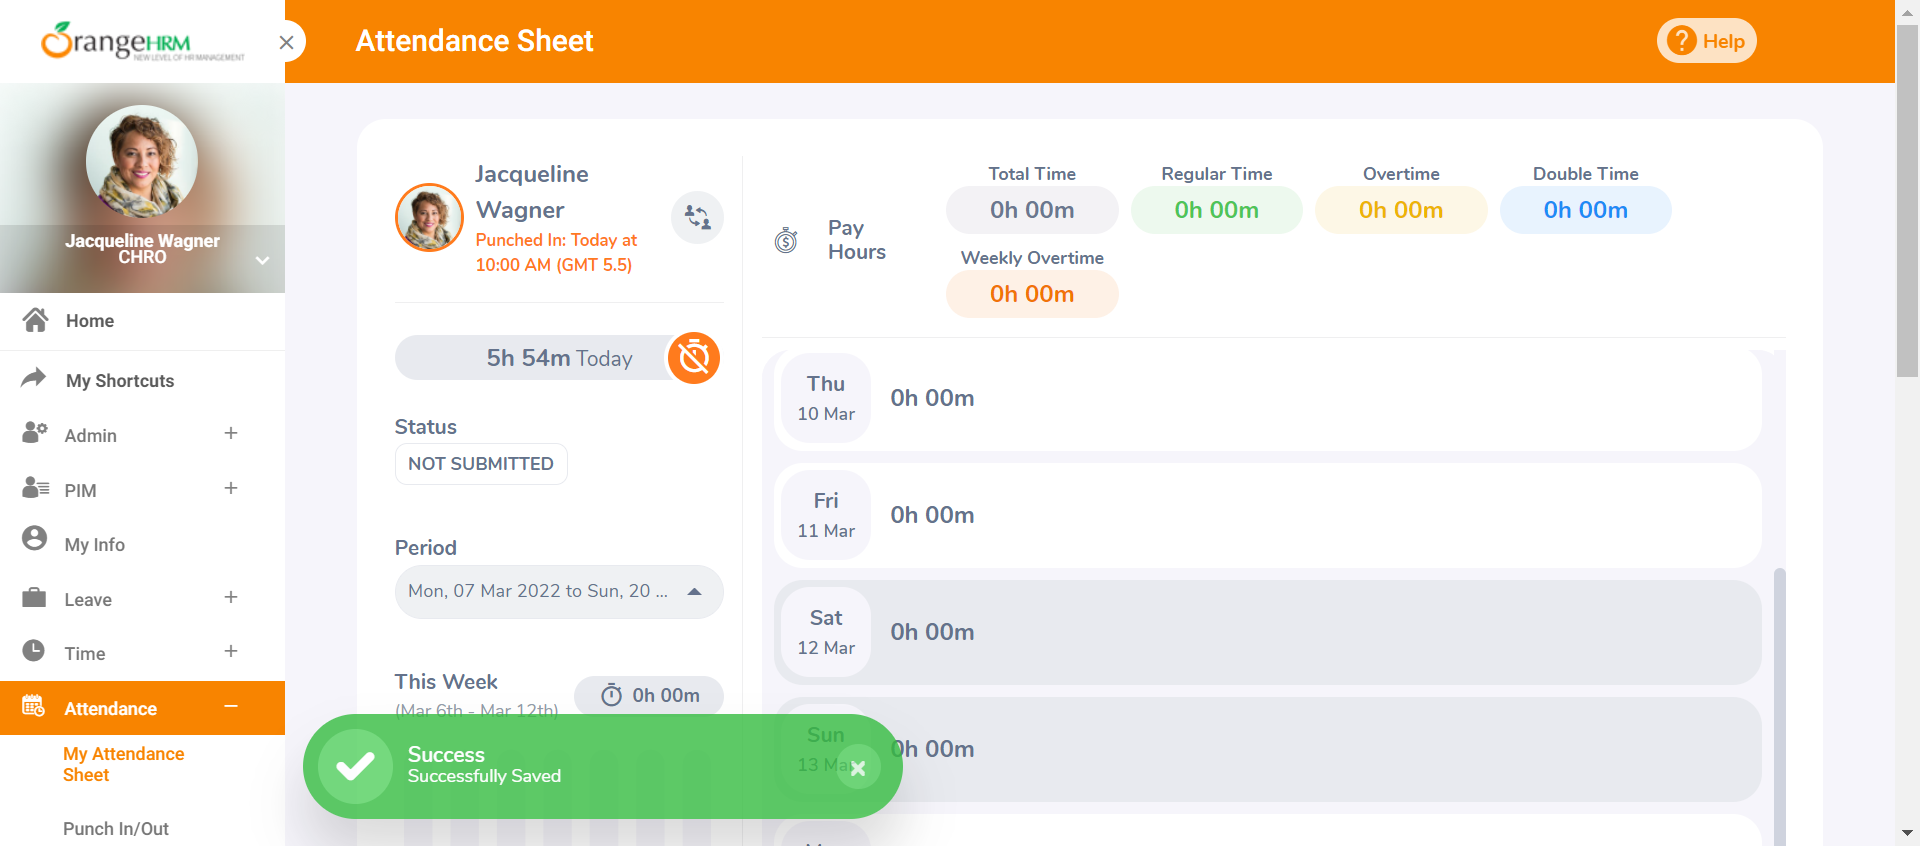 OrangeHRM
NEW LEVEL OF HR MANAGEMENT
Attendance Sheet
Help
Jacqueline Wagner
CHRO
Home
My Shortcuts
Admin
PIM
My Info
Leave
Time
Attendance
My Attendance
Sheet
Punch In/Out
Jacqueline
Wagner
Punched In: Today at
10:00 AM (GMT 5.5)
5h 54m Today
Status
NOT SUBMITTED
Period
Mon, 07 Mar 2022 to Sun, 20 ...
This Week
(Mar 6th - Mar 12th)
0h 00m
Pay
Hours
Total Time
0h 00m
Regular Time
0h 00m
Overtime
0h 00m
Double Time
0h 00m
Weekly Overtime
0h 00m
Thu
10 Mar
0h 00m
Fri
11 Mar
0h 00m
Sat
12 Mar
0h 00m
Sun
13 Mar
0h 00m
Success
Successfully Saved